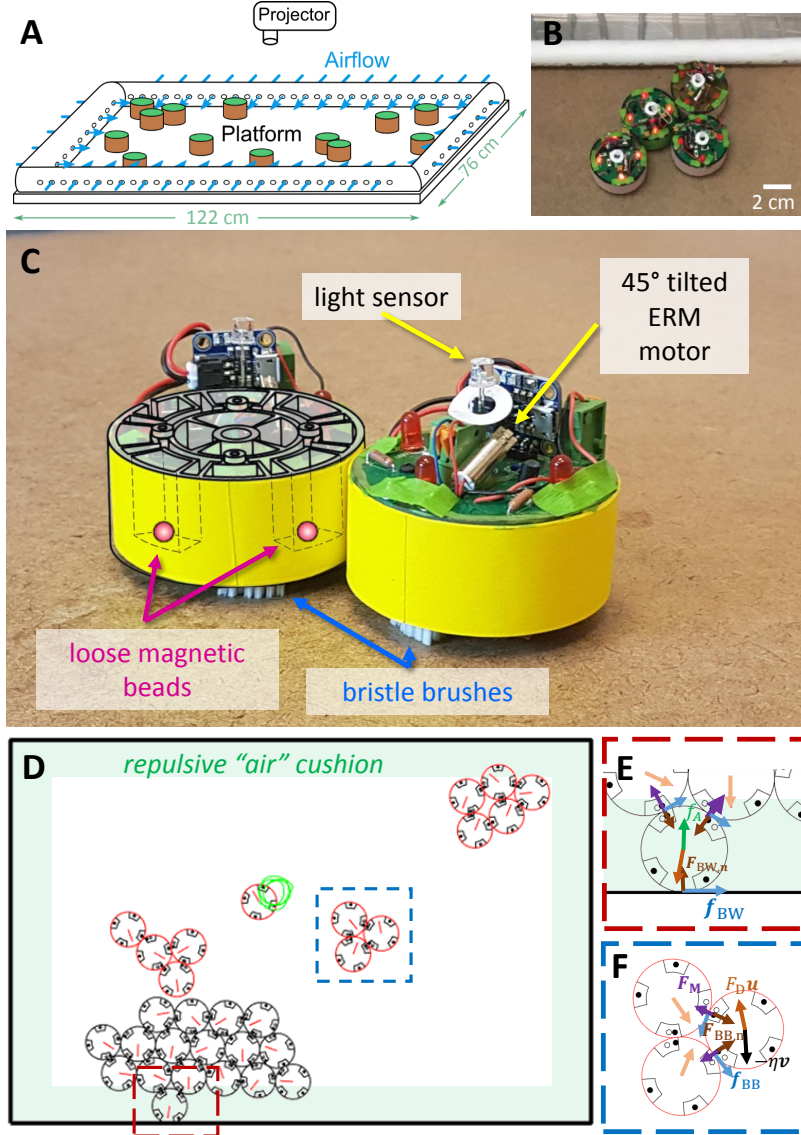 A
Projector
Airflow
Platform
76 cm
122 cm
B
2 cm
C
light sensor
45° tilted
ERM
motor
loose magnetic
beads
bristle brushes
D
repulsive “air” cushion
E
f_A
F_BW,n
f_BW
F
F_M
F_D u
F_BB,n
−ηv
f_BB